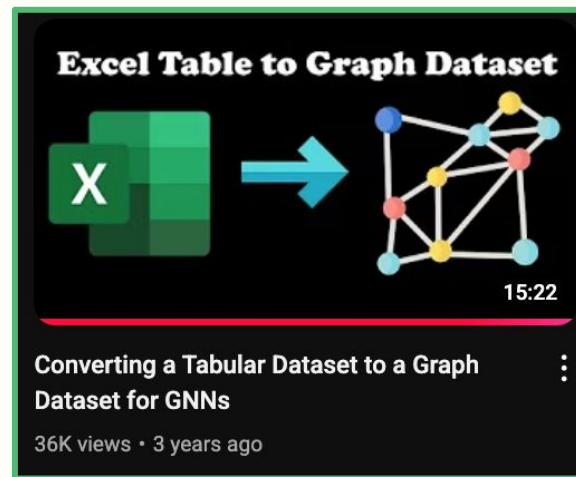 Excel Table to Graph Dataset
X
15:22
Converting a Tabular Dataset to a Graph
Dataset for GNNs
36K views • 3 years ago